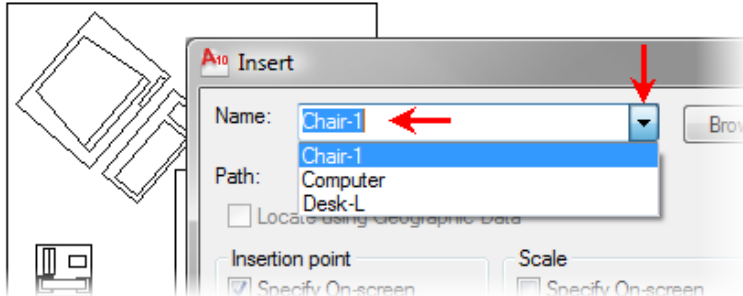 A10 Insert
Name: Chair-1 Brow
Chair-1
Computer
Path:
Desk-L
Locate using Geographic Data
Insertion point Scale
Specify On-screen Specify On-screen